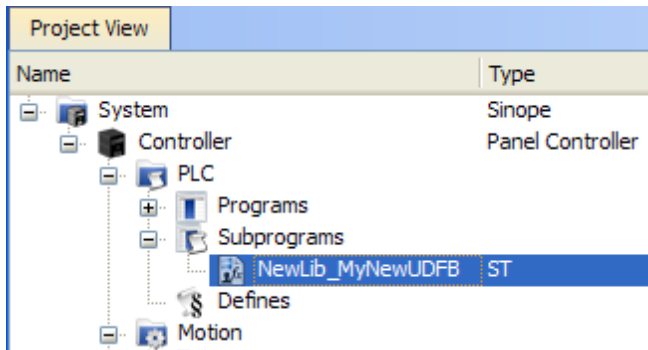 Project View
Name Type
System Sinope
Controller Panel Controller
PLC
Programs
Subprograms
NewLib_MyNewUDFB ST
Defines
Motion